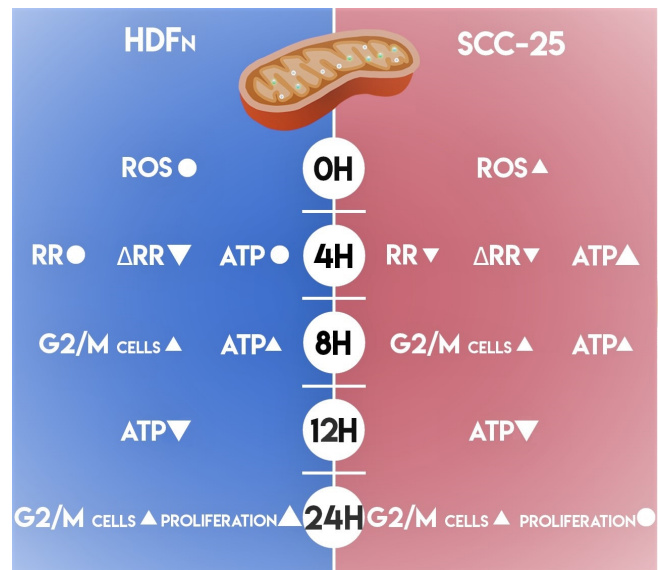 HDFN SCC-25
ROS ● 0H ROS ▲
RR ● ΔRR ▼ ATP ● 4H RR ▼ ΔRR ▼ ATP ▲
G2/M CELLS ▲ ATP ▲ 8H G2/M CELLS ▲ ATP ▲
ATP ▼ 12H ATP ▼
G2/M CELLS ▲ PROLIFERATION ▲ 24H G2/M CELLS ▲ PROLIFERATION ●